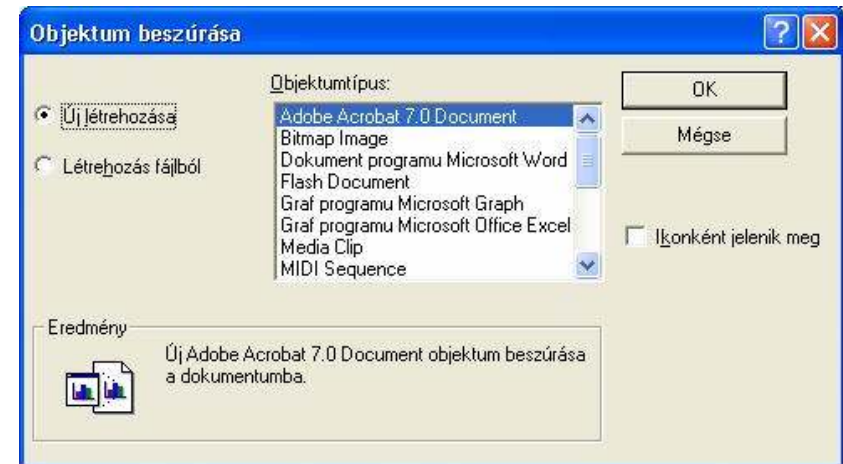 Objektum beszúrása
Objektumtípus:
Új létrehozása
Létrehozás fájlból
Adobe Acrobat 7.0 Document
Bitmap Image
Dokument programu Microsoft Word
Flash Document
Graf programu Microsoft Graph
Graf programu Microsoft Office Excel
Media Clip
MIDI Sequence
OK
Mégse
Ikonként jelenik meg
Eredmény
Új Adobe Acrobat 7.0 Document objektum beszúrása
a dokumentumba.